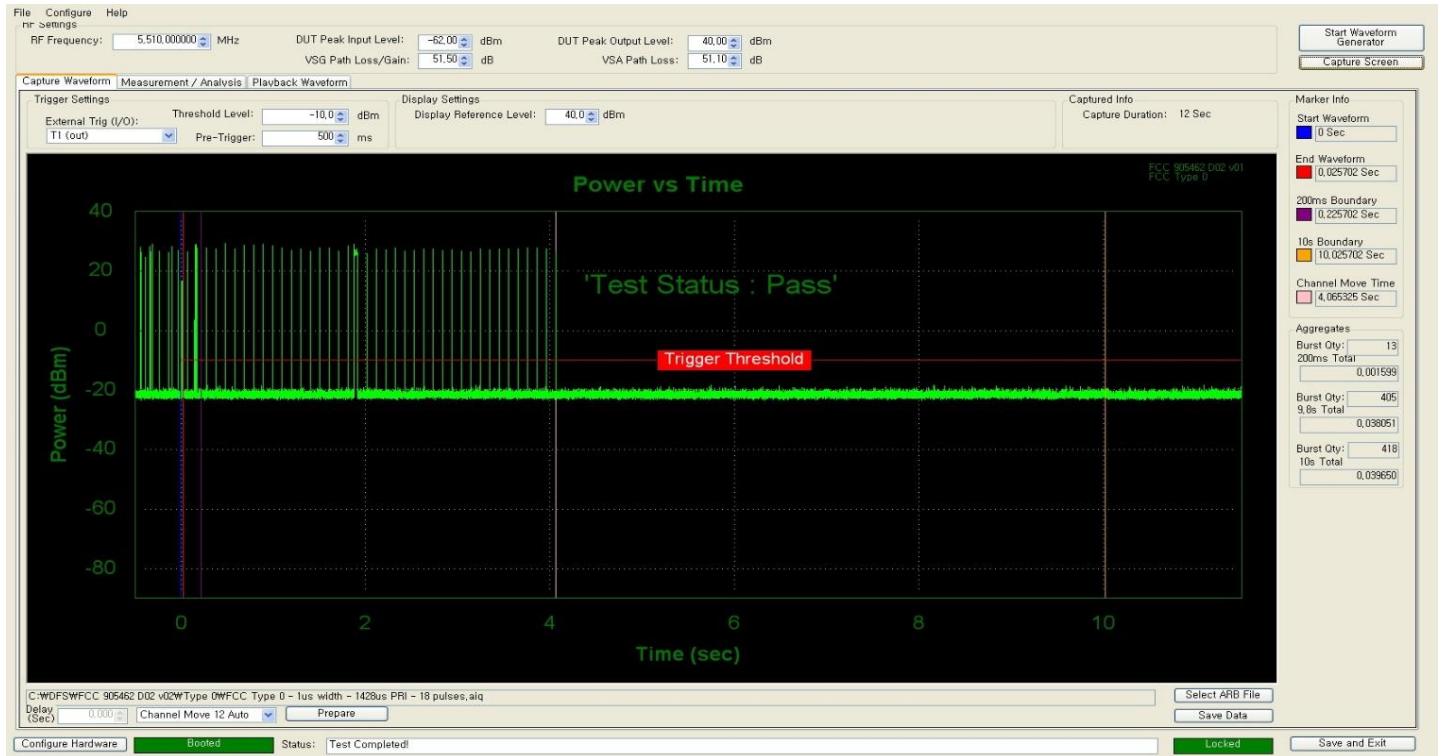 File Configure Help
RF Settings
RF Frequency: 5,510,000000 MHz DUT Peak Input Level: -62,00 dBm DUT Peak Output Level: 40,00 dBm
VSG Path Loss/Gain: 51,50 dB VSA Path Loss: 51,10 dB
Start Waveform
Generator
Capture Screen
Capture Waveform Measurement / Analysis Playback Waveform
Trigger Settings
External Trig (I/O):
T1 (out)
Threshold Level: -10,0 dBm
Pre-Trigger: 500 ms
Display Settings
Display Reference Level: 40,0 dBm
Captured Info
Capture Duration: 12 Sec
Marker Info
Start Waveform
0 Sec
End Waveform
0,025702 Sec
200ms Boundary
0,225702 Sec
10s Boundary
10,025702 Sec
Channel Move Time
4,065325 Sec
Aggregates
Burst Qty: 13
200ms Total
0,001599
Burst Qty: 405
9,8s Total
0,038051
Burst Qty: 418
10s Total
0,039650
FCC 905462 D02 v01
FCC Type 0
Power vs Time
'Test Status : Pass'
Trigger Threshold
Power (dBm)
40
20
0
-20
-40
-60
-80
0 2 4 6 8 10
Time (sec)
C:₩DFS₩FCC 905462 D02 v02₩Type 0₩FCC Type 0 - 1us width - 1428us PRI - 18 pulses,aiq
Select ARB File
Delay
(Sec) 0,000 Channel Move 12 Auto Prepare
Save Data
Configure Hardware Booted Status: Test Completed! Locked Save and Exit